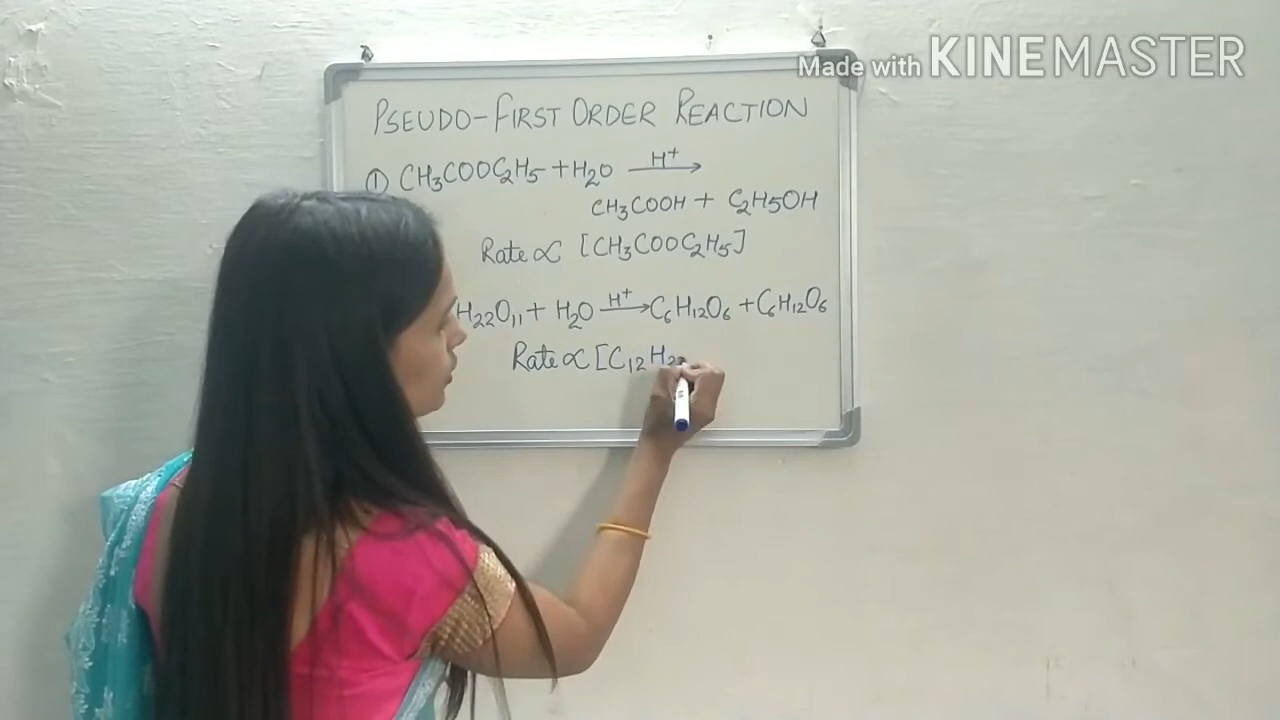 Made with KINEMASTER
PSEUDO-FIRST ORDER REACTION
① CH₃COOC₂H₅ + H₂O —H⁺→
CH₃COOH + C₂H₅OH
Rate ∝ [CH₃COOC₂H₅]
H₂₂O₁₁ + H₂O —H⁺→ C₆H₁₂O₆ + C₆H₁₂O₆
Rate ∝ [C₁₂H₂₂